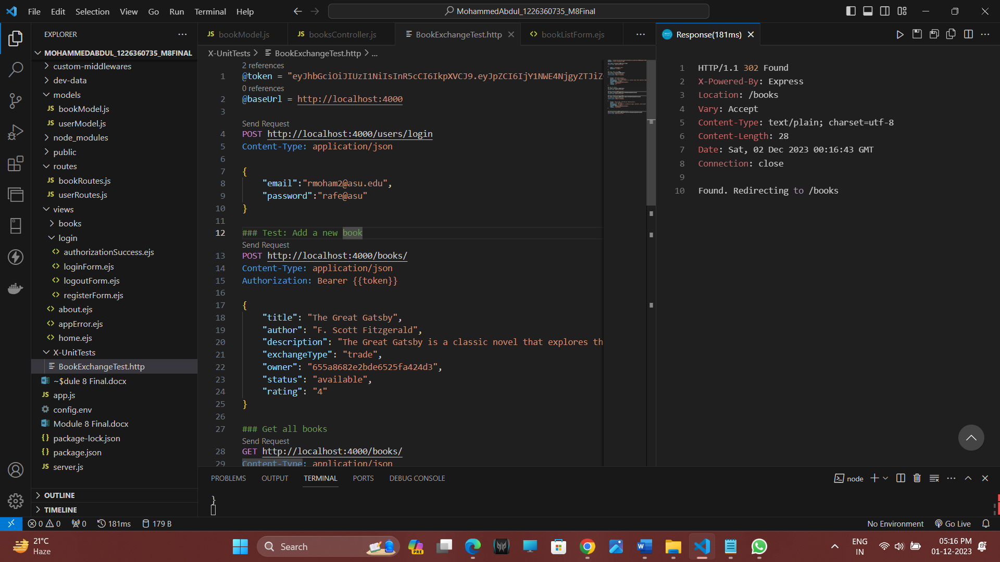 File Edit Selection View Go Run Terminal Help
MohammedAbdul_1226360735_M8Final
EXPLORER
MOHAMMEDABDUL_1226360735_M8FINAL
custom-middlewares
dev-data
models
JS bookModel.js
JS userModel.js
node_modules
public
routes
JS bookRoutes.js
JS userRoutes.js
views
books
login
authorizationSuccess.ejs
loginForm.ejs
logoutForm.ejs
registerForm.ejs
about.ejs
appError.ejs
home.ejs
X-UnitTests
BookExchangeTest.http
~$dule 8 Final.docx
JS app.js
config.env
Module 8 Final.docx
{} package-lock.json
{} package.json
JS server.js
OUTLINE
TIMELINE
JS bookModel.js JS booksController.js BookExchangeTest.http <> bookListForm.ejs
X-UnitTests > BookExchangeTest.http > ...
2 references
1 @token = "eyJhbGciOiJIUzI1NiIsInR5cCI6IkpXVCJ9.eyJpZCI6IjY1NWE4NjgyZTJiZ
0 references
2 @baseUrl = http://localhost:4000
3
Send Request
4 POST http://localhost:4000/users/login
5 Content-Type: application/json
6
7 {
8 "email":"rmoham2@asu.edu",
9 "password":"rafe@asu"
10 }
11
12 ### Test: Add a new book
Send Request
13 POST http://localhost:4000/books/
14 Content-Type: application/json
15 Authorization: Bearer {{token}}
16
17 {
18 "title": "The Great Gatsby",
19 "author": "F. Scott Fitzgerald",
20 "description": "The Great Gatsby is a classic novel that explores th
21 "exchangeType": "trade",
22 "owner": "655a8682e2bde6525fa424d3",
23 "status": "available",
24 "rating": "4"
25 }
26
27 ### Get all books
Send Request
28 GET http://localhost:4000/books/
29 Content-Type: application/json
Response(181ms)
1 HTTP/1.1 302 Found
2 X-Powered-By: Express
3 Location: /books
4 Vary: Accept
5 Content-Type: text/plain; charset=utf-8
6 Content-Length: 28
7 Date: Sat, 02 Dec 2023 00:16:43 GMT
8 Connection: close
9
10 Found. Redirecting to /books
PROBLEMS OUTPUT TERMINAL PORTS DEBUG CONSOLE
node
}
0 0 0 181ms 179 B
No Environment Go Live
21°C
Haze
Search
PRE
ENG
IN
05:16 PM
01-12-2023